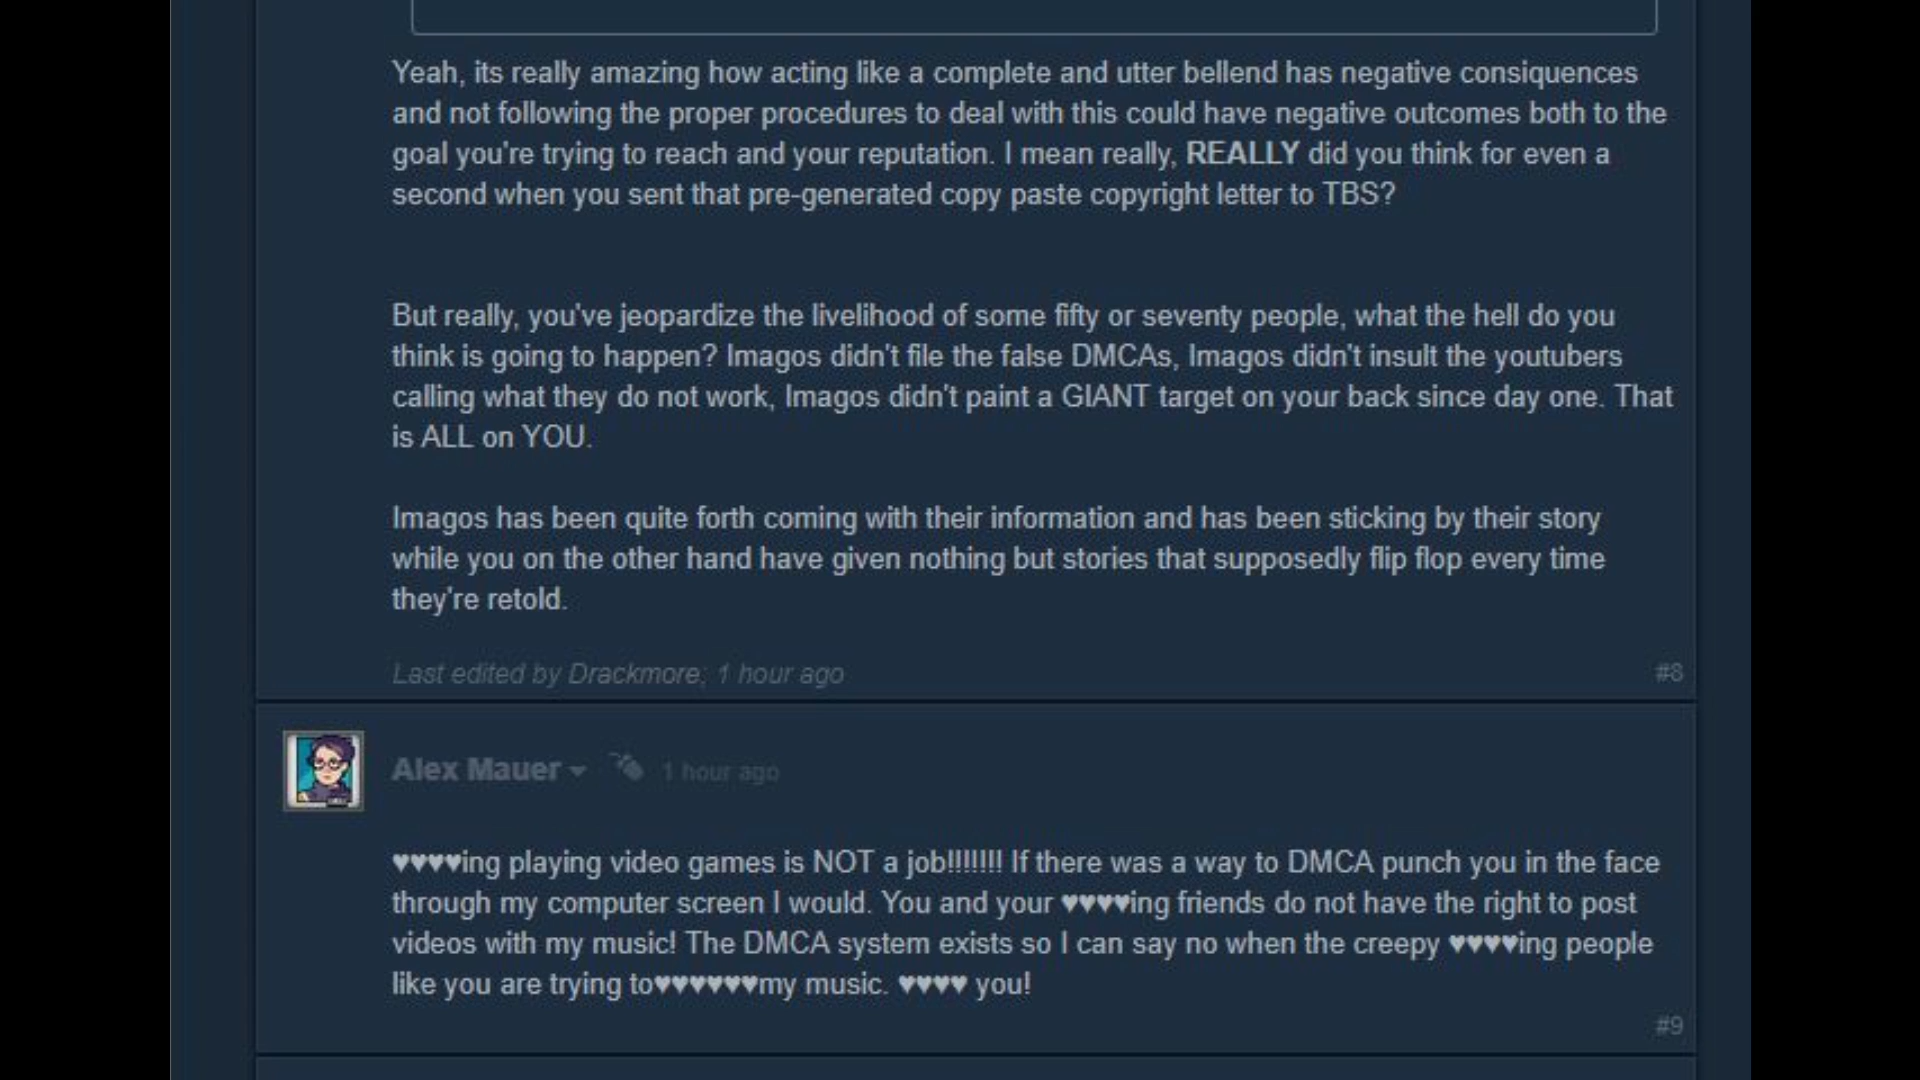 Yeah, its really amazing how acting like a complete and utter bellend has negative consiquences
and not following the proper procedures to deal with this could have negative outcomes both to the
goal you're trying to reach and your reputation. I mean really, REALLY did you think for even a
second when you sent that pre-generated copy paste copyright letter to TBS?
But really, you've jeopardize the livelihood of some fifty or seventy people, what the hell do you
think is going to happen? Imagos didn't file the false DMCAs, Imagos didn't insult the youtubers
calling what they do not work, Imagos didn't paint a GIANT target on your back since day one. That
is ALL on YOU.
Imagos has been quite forth coming with their information and has been sticking by their story
while you on the other hand have given nothing but stories that supposedly flip flop every time
they're retold.
Last edited by Drackmore; 1 hour ago
#8
Alex Mauer 1 hour ago
♥♥♥♥ing playing video games is NOT a job!!!!!!! If there was a way to DMCA punch you in the face
through my computer screen I would. You and your ♥♥♥♥ing friends do not have the right to post
videos with my music! The DMCA system exists so I can say no when the creepy ♥♥♥♥ing people
like you are trying to♥♥♥♥♥♥my music. ♥♥♥♥ you!
#9